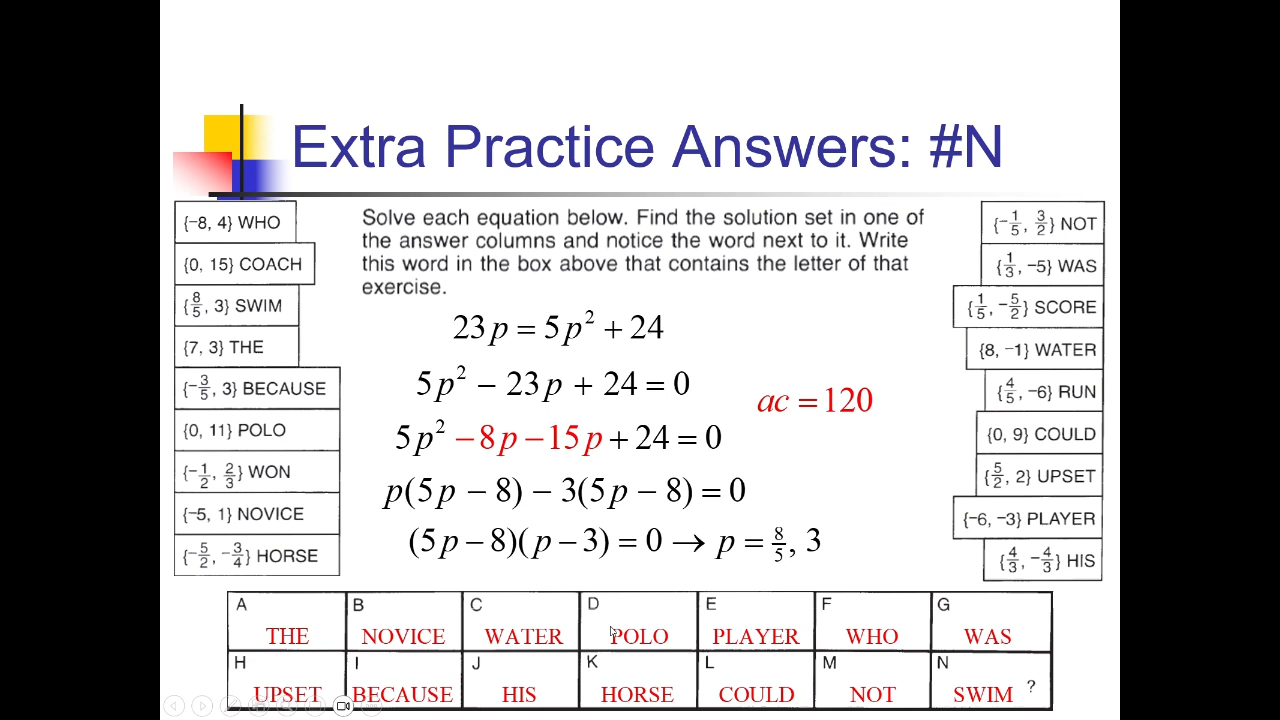 Extra Practice Answers: #N
{⁻8, 4} WHO
{0, 15} COACH
{8/5, 3} SWIM
{7, 3} THE
{⁻3/5, 3} BECAUSE
{0, 11} POLO
{⁻1/2, 2/3} WON
{⁻5, 1} NOVICE
{⁻5/2, ⁻3/4} HORSE
Solve each equation below. Find the solution set in one of
the answer columns and notice the word next to it. Write
this word in the box above that contains the letter of that
exercise.
23p = 5p² + 24
5p² − 23p + 24 = 0
ac = 120
5p² − 8p − 15p + 24 = 0
p(5p − 8) − 3(5p − 8) = 0
(5p − 8)(p − 3) = 0 → p = 8/5, 3
{⁻1/5, 3/2} NOT
{1/3, ⁻5} WAS
{1/5, ⁻5/2} SCORE
{8, ⁻1} WATER
{4/5, ⁻6} RUN
{0, 9} COULD
{5/2, 2} UPSET
{⁻6, ⁻3} PLAYER
{4/3, ⁻4/3} HIS
A B C D E F G
THE NOVICE WATER POLO PLAYER WHO WAS
H I J K L M N
UPSET BECAUSE HIS HORSE COULD NOT SWIM ?